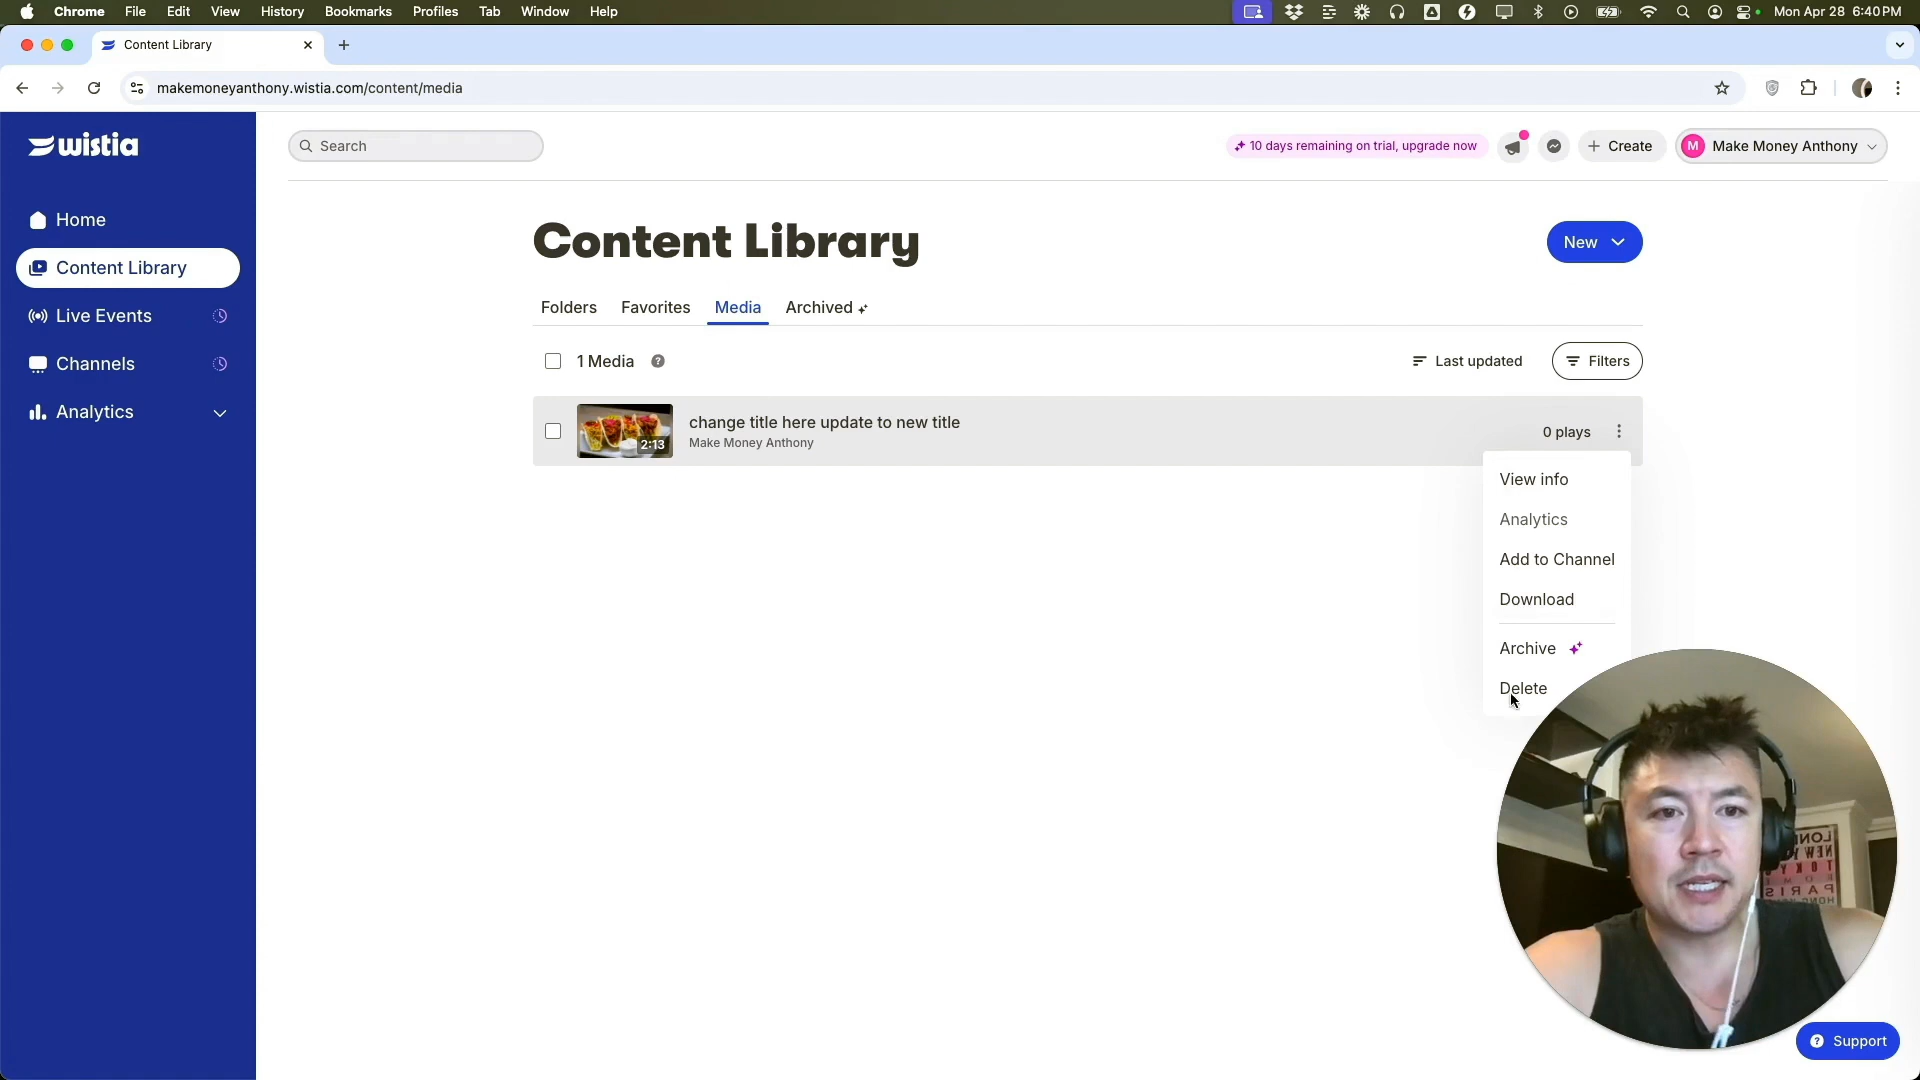 Chrome File Edit View History Bookmarks Profiles Tab Window Help Mon Apr 28 6:40 PM
Content Library
makemoneyanthony.wistia.com/content/media
wistia
Search
10 days remaining on trial, upgrade now
Create
M Make Money Anthony
Home
Content Library
Live Events
Channels
Analytics
Content Library
New
Folders Favorites Media Archived
1 Media
Last updated
Filters
2:13
change title here update to new title
Make Money Anthony
0 plays
View info
Analytics
Add to Channel
Download
Archive
Delete
Support